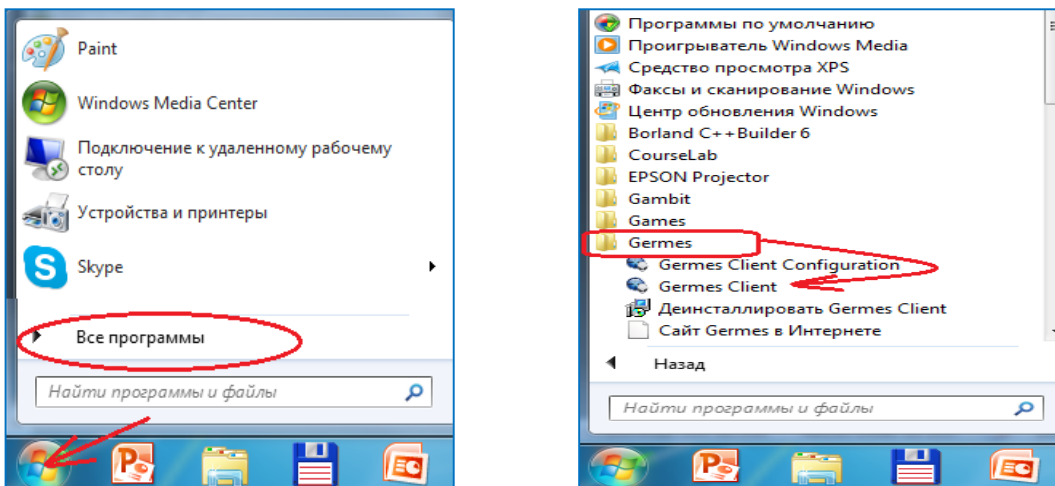 Paint
Windows Media Center
Подключение к удаленному рабочему
столу
Устройства и принтеры
Skype
Все программы
Найти программы и файлы
Программы по умолчанию
Проигрыватель Windows Media
Средство просмотра XPS
Факсы и сканирование Windows
Центр обновления Windows
Borland C++Builder 6
CourseLab
EPSON Projector
Gambit
Games
Germes
Germes Client Configuration
Germes Client
Деинсталлировать Germes Client
Сайт Germes в Интернете
Назад
Найти программы и файлы